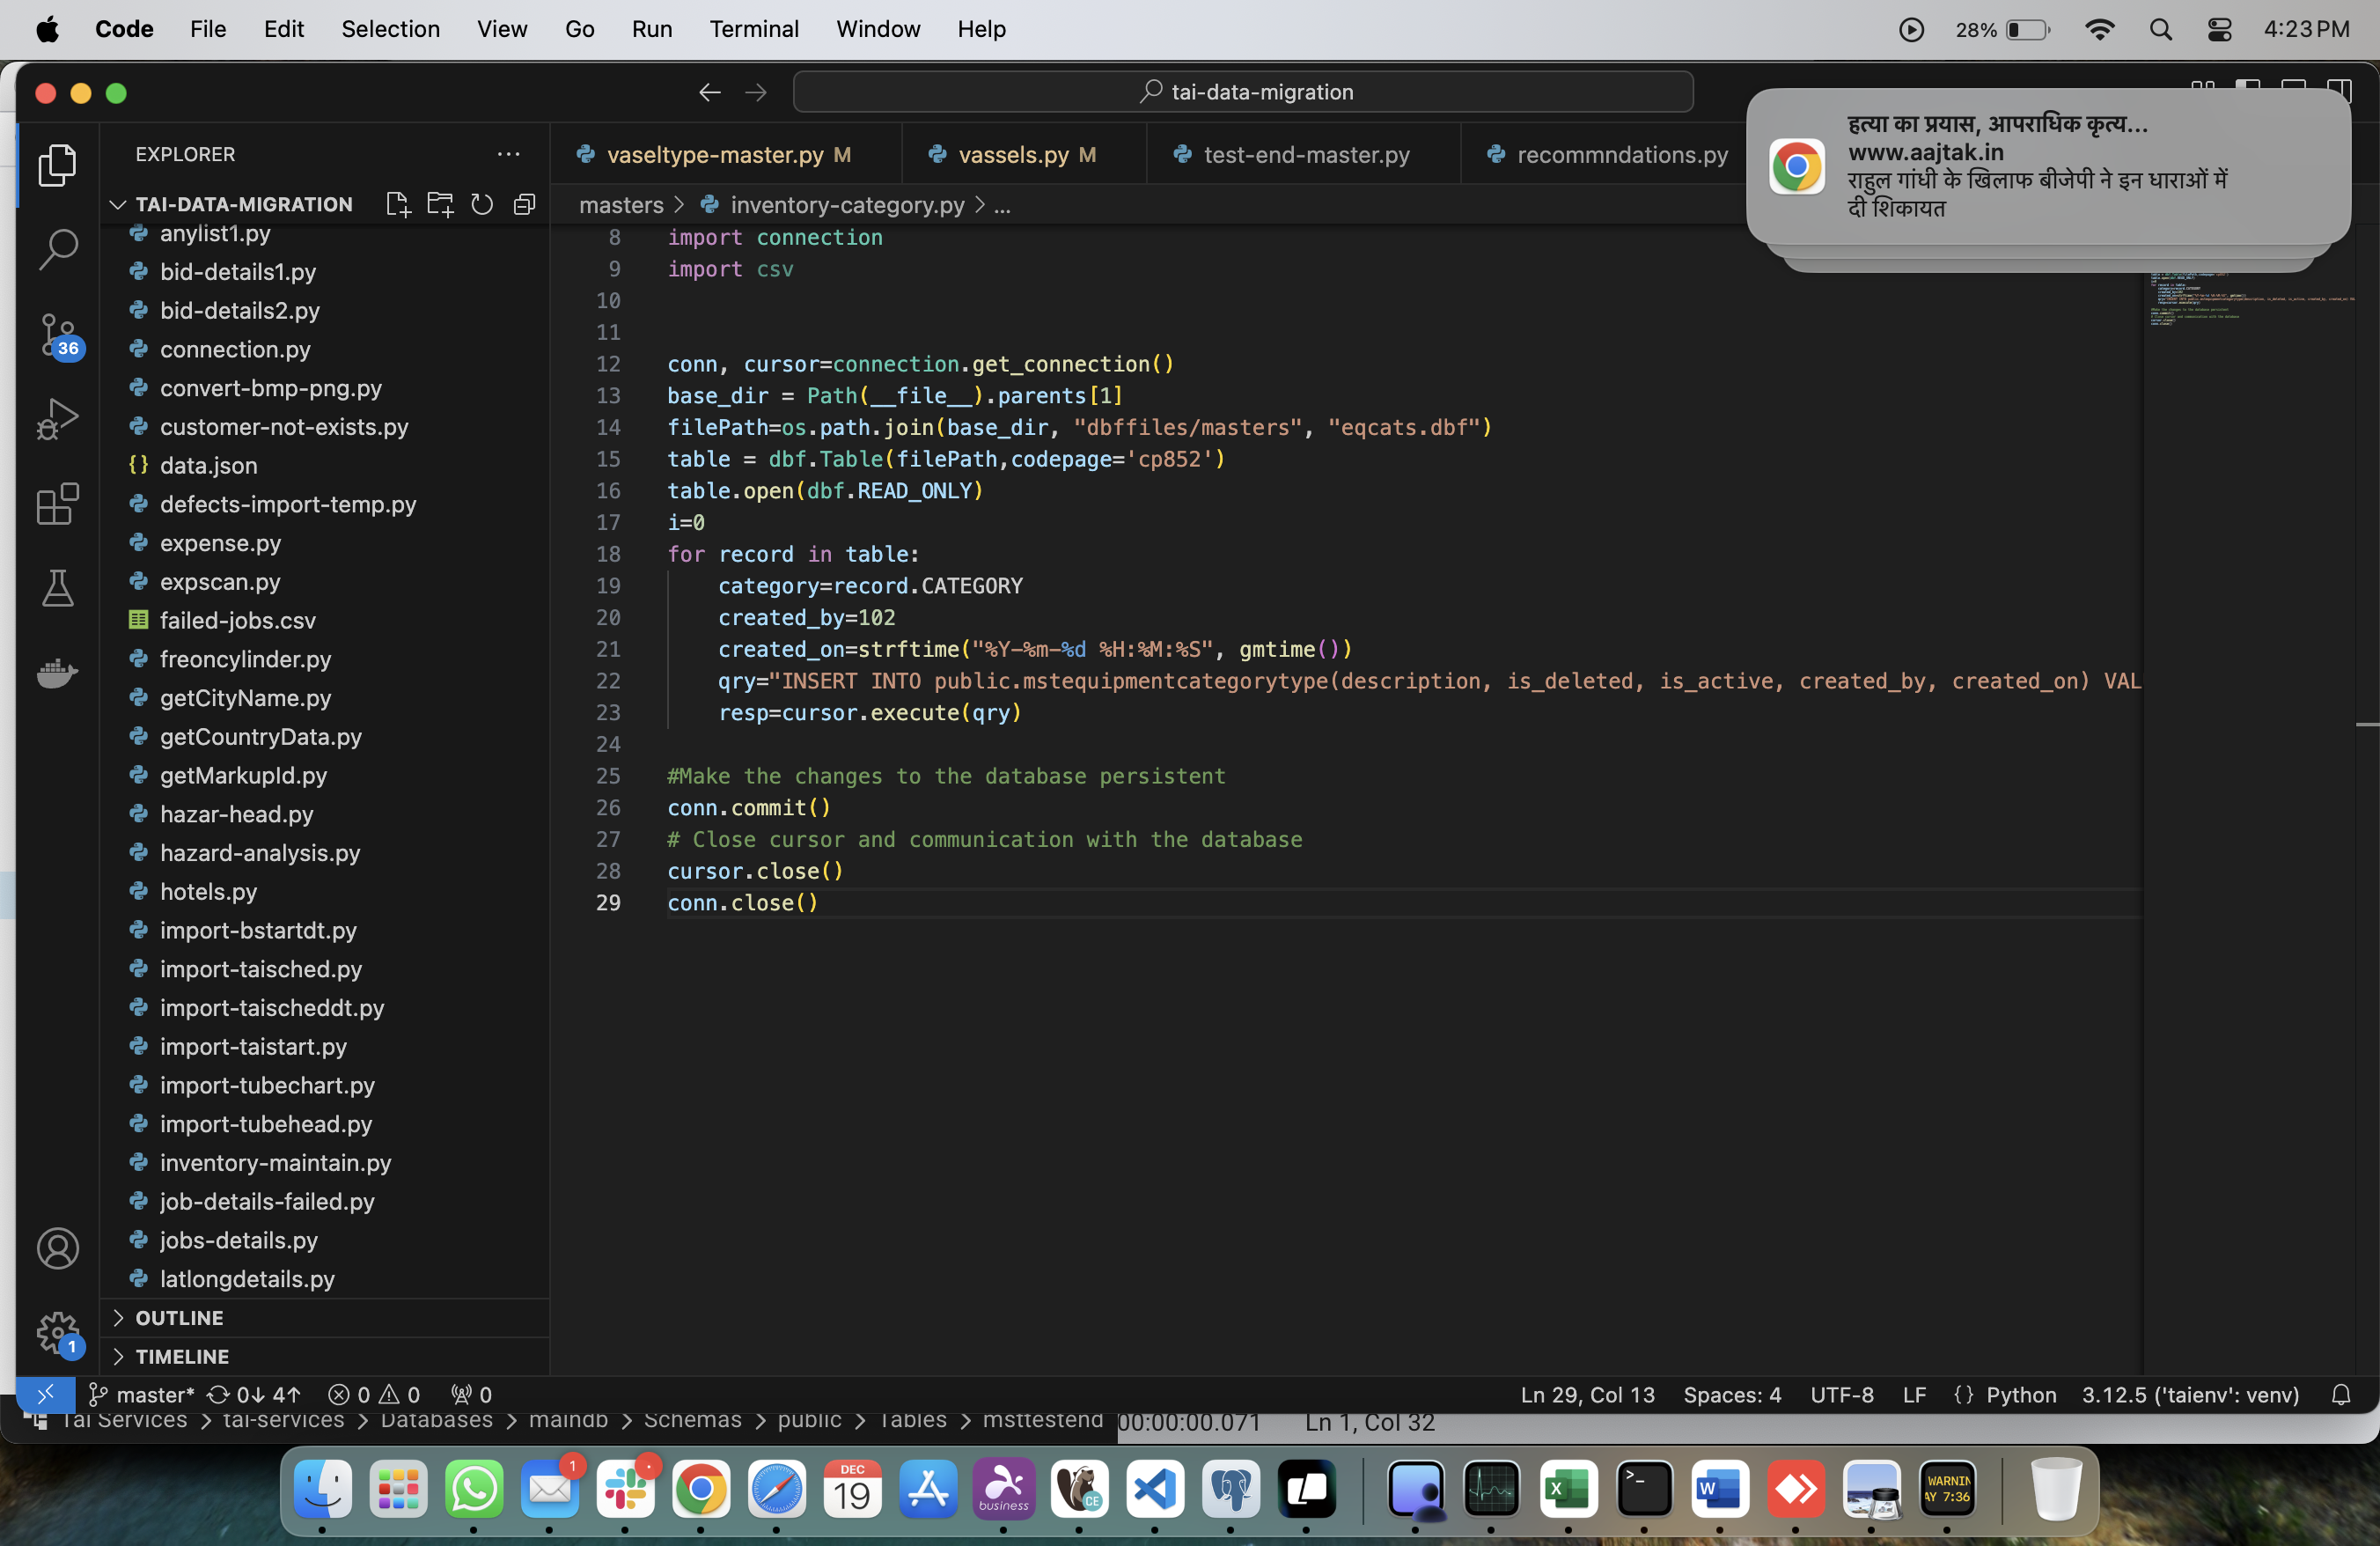 Code File Edit Selection View Go Run Terminal Window Help 28% 4:23 PM
tai-data-migration
हत्या का प्रयास, आपराधिक कृत्य...
www.aajtak.in
राहुल गांधी के खिलाफ बीजेपी ने इन धाराओं में
दी शिकायत
EXPLORER
TAI-DATA-MIGRATION
anylist1.py
bid-details1.py
bid-details2.py
connection.py
convert-bmp-png.py
customer-not-exists.py
{} data.json
defects-import-temp.py
expense.py
expscan.py
failed-jobs.csv
freoncylinder.py
getCityName.py
getCountryData.py
getMarkupId.py
hazar-head.py
hazard-analysis.py
hotels.py
import-bstartdt.py
import-taisched.py
import-taischeddt.py
import-taistart.py
import-tubechart.py
import-tubehead.py
inventory-maintain.py
job-details-failed.py
jobs-details.py
latlongdetails.py
OUTLINE
TIMELINE
36
1
vaseltype-master.py M vassels.py M test-end-master.py recommndations.py
masters > inventory-category.py > ...
8 import connection
9 import csv
10
11
12 conn, cursor=connection.get_connection()
13 base_dir = Path(__file__).parents[1]
14 filePath=os.path.join(base_dir, "dbffiles/masters", "eqcats.dbf")
15 table = dbf.Table(filePath,codepage='cp852')
16 table.open(dbf.READ_ONLY)
17 i=0
18 for record in table:
19 category=record.CATEGORY
20 created_by=102
21 created_on=strftime("%Y-%m-%d %H:%M:%S", gmtime())
22 qry="INSERT INTO public.mstequipmentcategorytype(description, is_deleted, is_active, created_by, created_on) VAL
23 resp=cursor.execute(qry)
24
25 #Make the changes to the database persistent
26 conn.commit()
27 # Close cursor and communication with the database
28 cursor.close()
29 conn.close()
master* 0↓ 4↑ 0 0 0 Ln 29, Col 13 Spaces: 4 UTF-8 LF {} Python 3.12.5 ('taienv': venv)
Tai Services > tai-services > Databases > maindb > Schemas > public > Tables > msttestend 00:00:00.071 Ln 1, Col 32
1
DEC
19
business
CE
X
W
WARNIN
AY 7:36